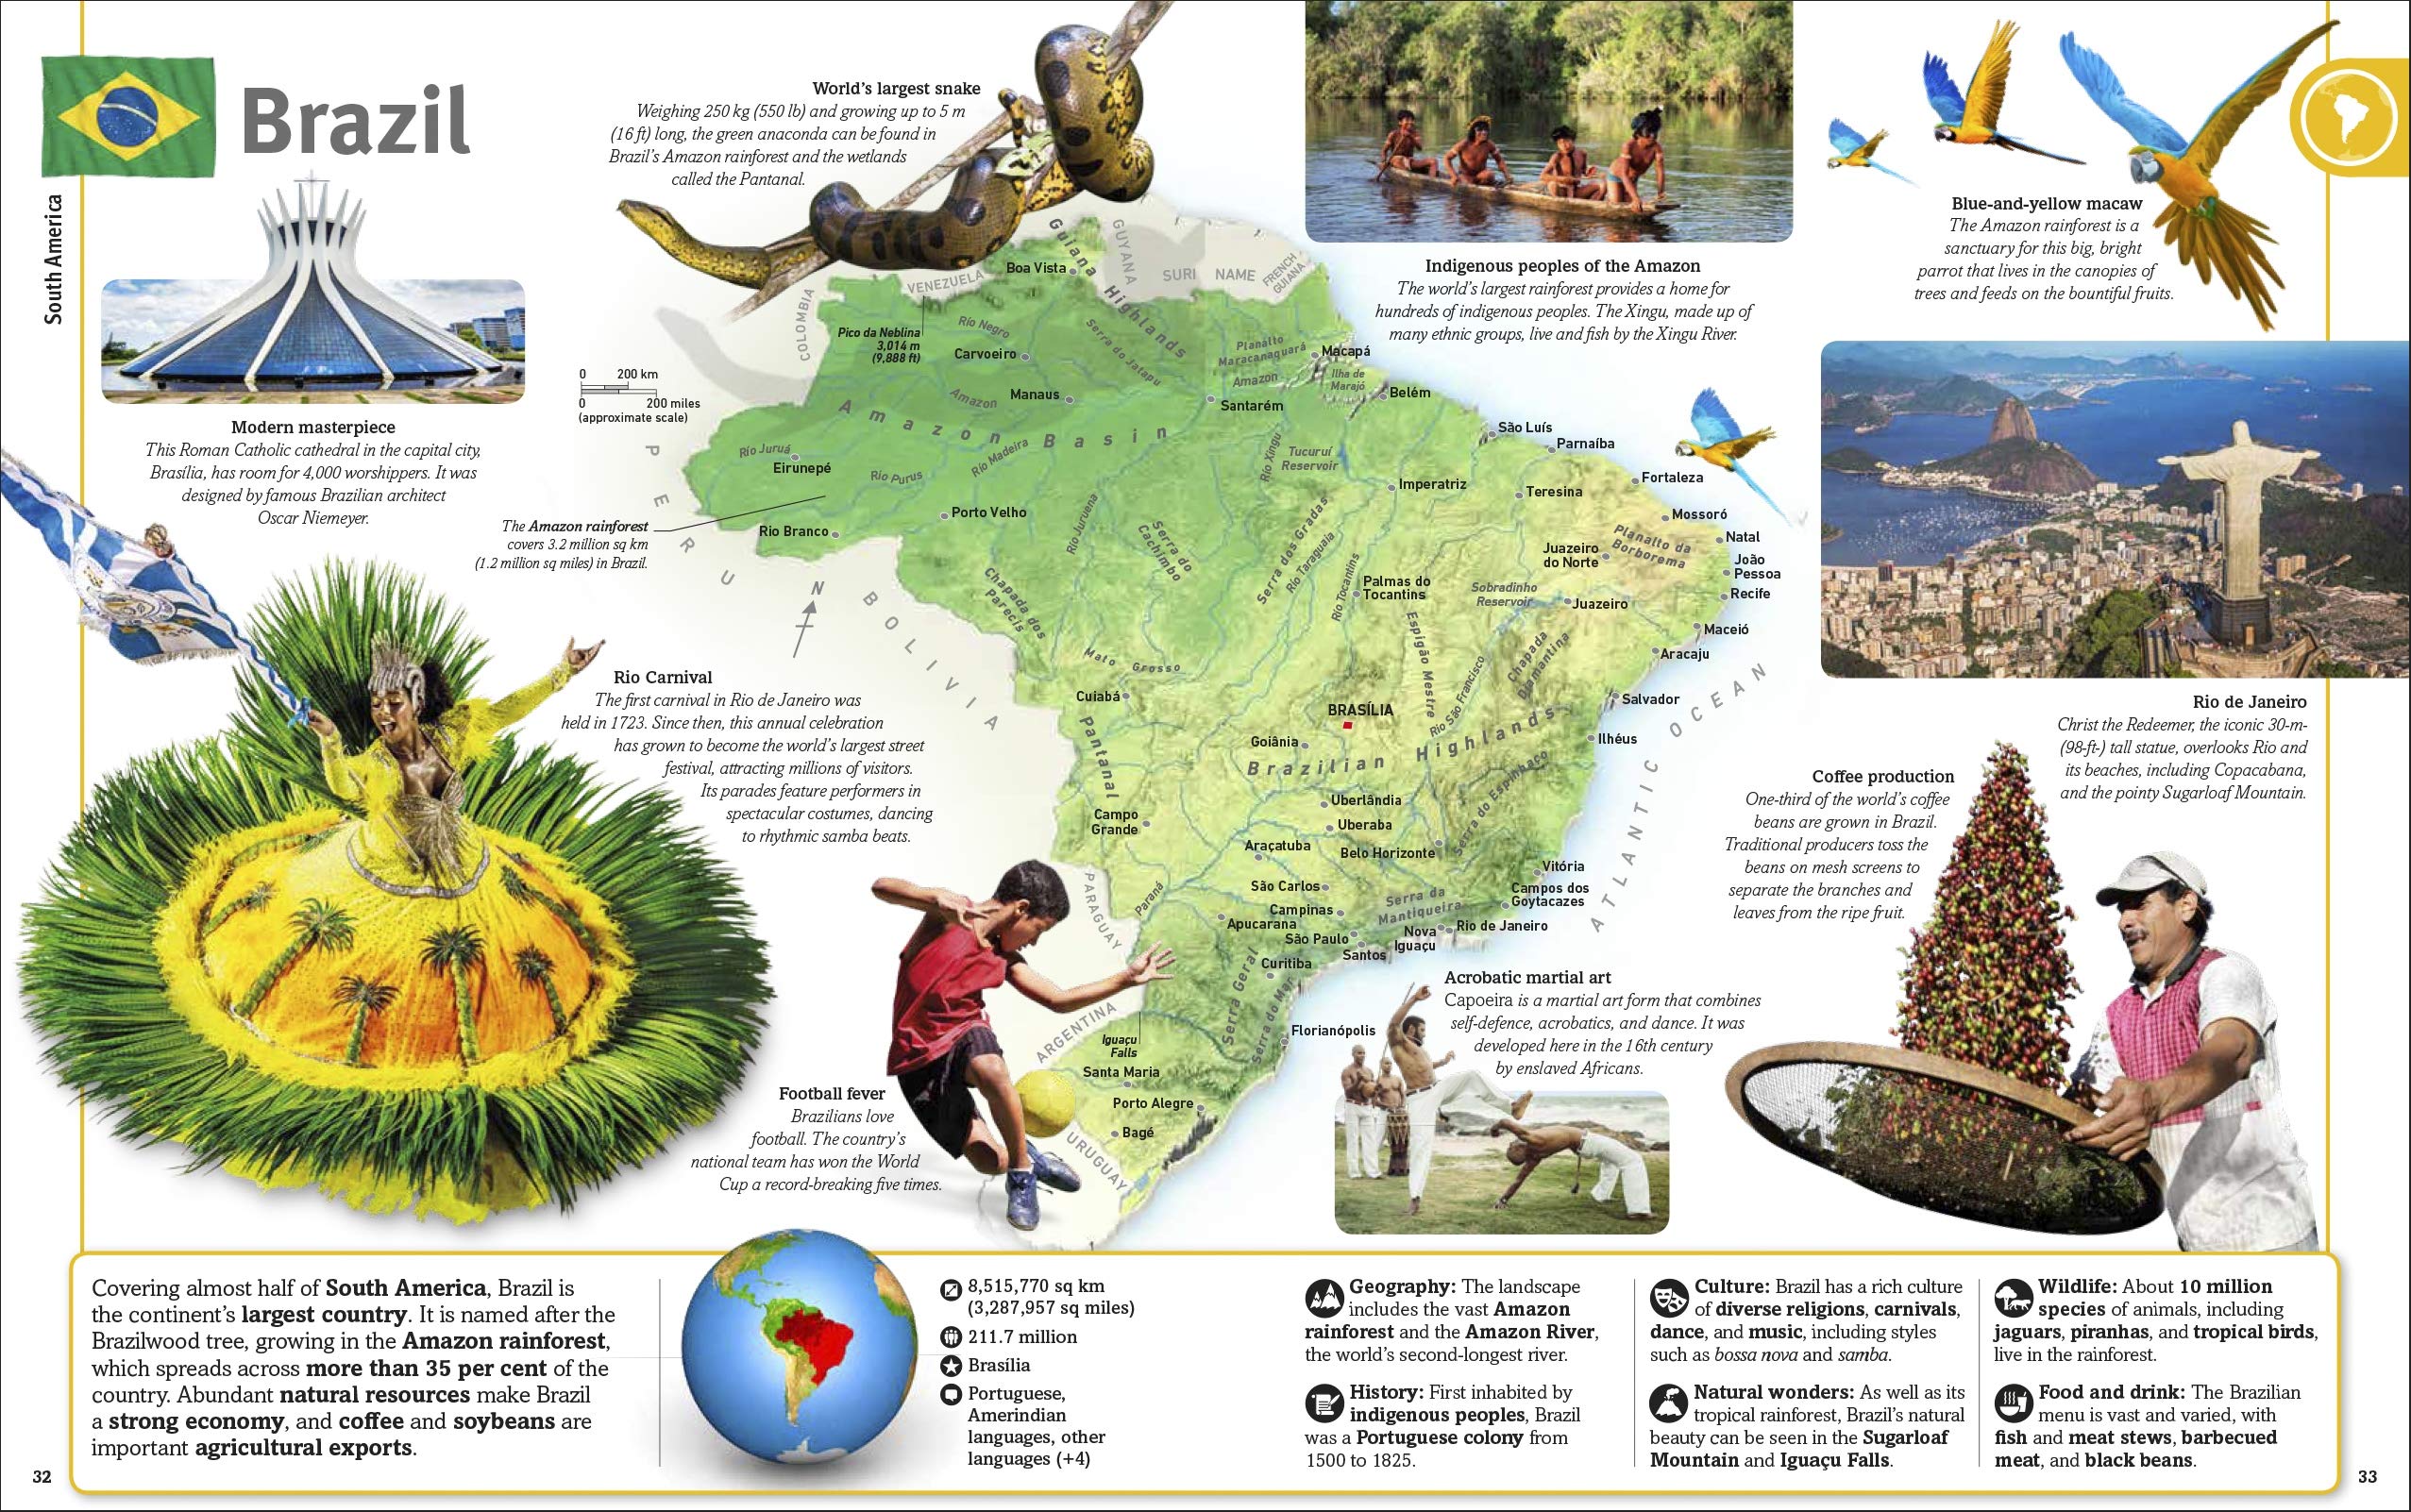 Brazil
South America
World's largest snake
Weighing 250 kg (550 lb) and growing up to 5 m
(16 ft) long, the green anaconda can be found in
Brazil's Amazon rainforest and the wetlands
called the Pantanal.
Modern masterpiece
This Roman Catholic cathedral in the capital city,
Brasília, has room for 4,000 worshippers. It was
designed by famous Brazilian architect
Oscar Niemeyer.
0 200 km
0 200 miles
(approximate scale)
The Amazon rainforest
covers 3.2 million sq km
(1.2 million sq miles) in Brazil.
Rio Carnival
The first carnival in Rio de Janeiro was
held in 1723. Since then, this annual celebration
has grown to become the world's largest street
festival, attracting millions of visitors.
Its parades feature performers in
spectacular costumes, dancing
to rhythmic samba beats.
Football fever
Brazilians love
football. The country's
national team has won the World
Cup a record-breaking five times.
Indigenous peoples of the Amazon
The world's largest rainforest provides a home for
hundreds of indigenous peoples. The Xingu, made up of
many ethnic groups, live and fish by the Xingu River.
Blue-and-yellow macaw
The Amazon rainforest is a
sanctuary for this big, bright
parrot that lives in the canopies of
trees and feeds on the bountiful fruits.
Rio de Janeiro
Christ the Redeemer, the iconic 30-m-
(98-ft-) tall statue, overlooks Rio and
its beaches, including Copacabana,
and the pointy Sugarloaf Mountain.
Coffee production
One-third of the world's coffee
beans are grown in Brazil.
Traditional producers toss the
beans on mesh screens to
separate the branches and
leaves from the ripe fruit.
Acrobatic martial art
Capoeira is a martial art form that combines
self-defence, acrobatics, and dance. It was
developed here in the 16th century
by enslaved Africans.
COLOMBIA
VENEZUELA
GUYANA
SURI NAME
FRENCH
GUIANA
PERU
BOLIVIA
PARAGUAY
ARGENTINA
URUGUAY
ATLANTIC OCEAN
N
Guiana Highlands
Boa Vista
Pico da Neblina
3,014 m
(9,888 ft)
Rio Negro
Carvoeiro
Serra do Jatapu
Planalto
Maracanaquará
Macapá
Amazon
Ilha de
Marajó
Belém
Amazon
Manaus
Santarém
Amazon Basin
São Luís
Parnaíba
Rio Juruá
Eirunepé
Rio Purus
Rio Madeira
Rio Xingu
Tucuruí
Reservoir
Imperatriz
Teresina
Fortaleza
Porto Velho
Rio Branco
Rio Juruena
Serra do
Cachimbo
Serra dos Gradas
Rio Taraguaia
Rio Tocantins
Mossoró
Planalto da
Borborema
Natal
Juazeiro
do Norte
João
Pessoa
Recife
Chapada dos
Parecis
Palmas do
Tocantins
Sobradinho
Reservoir
Juazeiro
Maceió
Aracaju
Mato Grosso
Espigão Mestre
Rio São Francisco
Chapada
Diamantina
Cuiabá
BRASÍLIA
Salvador
Pantanal
Goiânia
Ilhéus
Brazilian Highlands
Serra do Espinhaço
Uberlândia
Uberaba
Campo
Grande
Araçatuba
Belo Horizonte
Vitória
São Carlos
Campos dos
Goytacazes
Paraná
Campinas
Serra da
Mantiqueira
Apucarana
São Paulo
Nova
Iguaçu
Rio de Janeiro
Santos
Curitiba
Serra Geral
Serra do Mar
Florianópolis
Iguaçu
Falls
Santa Maria
Porto Alegre
Bagé
Covering almost half of South America, Brazil is
the continent's largest country. It is named after the
Brazilwood tree, growing in the Amazon rainforest,
which spreads across more than 35 per cent of the
country. Abundant natural resources make Brazil
a strong economy, and coffee and soybeans are
important agricultural exports.
8,515,770 sq km
(3,287,957 sq miles)
211.7 million
Brasília
Portuguese,
Amerindian
languages, other
languages (+4)
Geography: The landscape
includes the vast Amazon
rainforest and the Amazon River,
the world's second-longest river.
History: First inhabited by
indigenous peoples, Brazil
was a Portuguese colony from
1500 to 1825.
Culture: Brazil has a rich culture
of diverse religions, carnivals,
dance, and music, including styles
such as bossa nova and samba.
Natural wonders: As well as its
tropical rainforest, Brazil's natural
beauty can be seen in the Sugarloaf
Mountain and Iguaçu Falls.
Wildlife: About 10 million
species of animals, including
jaguars, piranhas, and tropical birds,
live in the rainforest.
Food and drink: The Brazilian
menu is vast and varied, with
fish and meat stews, barbecued
meat, and black beans.
32
33